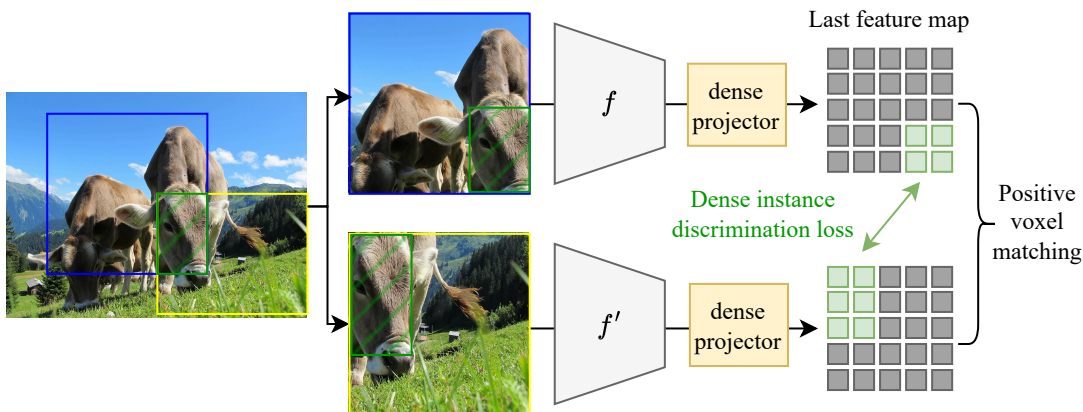 Last feature map
f
dense
projector
Dense instance
discrimination loss
Positive
voxel
matching
f′
dense
projector